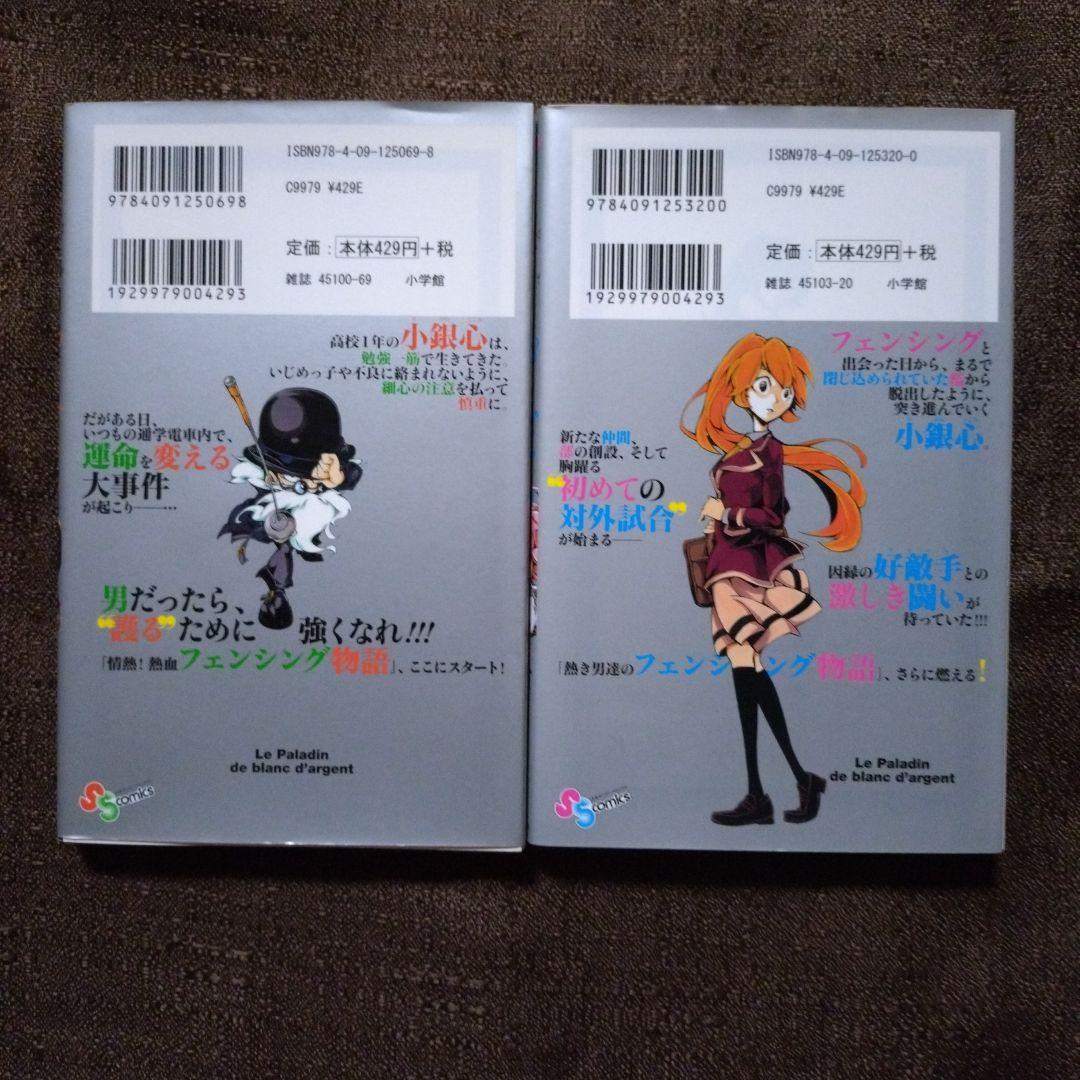 ISBN978-4-09-125069-8
9784091250698
C9979 ¥429E
1929979004293
定価：本体429円+税
雑誌 45100-69 小学館
高校1年の小銀心は、
勉強一筋で生きてきた。
いじめっ子や不良に絡まれないように、
細心の注意を払って
慎重に。
だがある日、
いつもの通学電車内で、
運命を変える
大事件
が起こり——…
男だったら、
“護る”ために 強くなれ!!!
「情熱！熱血フェンシング物語」、ここにスタート！
Le Paladin
de blanc d'argent
SS comics
ISBN978-4-09-125320-0
9784091253200
C9979 ¥429E
1929979004293
定価：本体429円+税
雑誌 45103-20 小学館
フェンシングと
出会った日から、まるで
閉じ込められていた から
脱出したように、
突き進んでいく
小銀心。
新たな仲間、
部の創設、そして
胸躍る
“初めての
対外試合”
が始まる——
因縁の好敵手との
激しき闘いが
待っていた!!!
「熱き男達のフェンシング物語」、さらに燃える！
Le Paladin
de blanc d'argent
SS comics